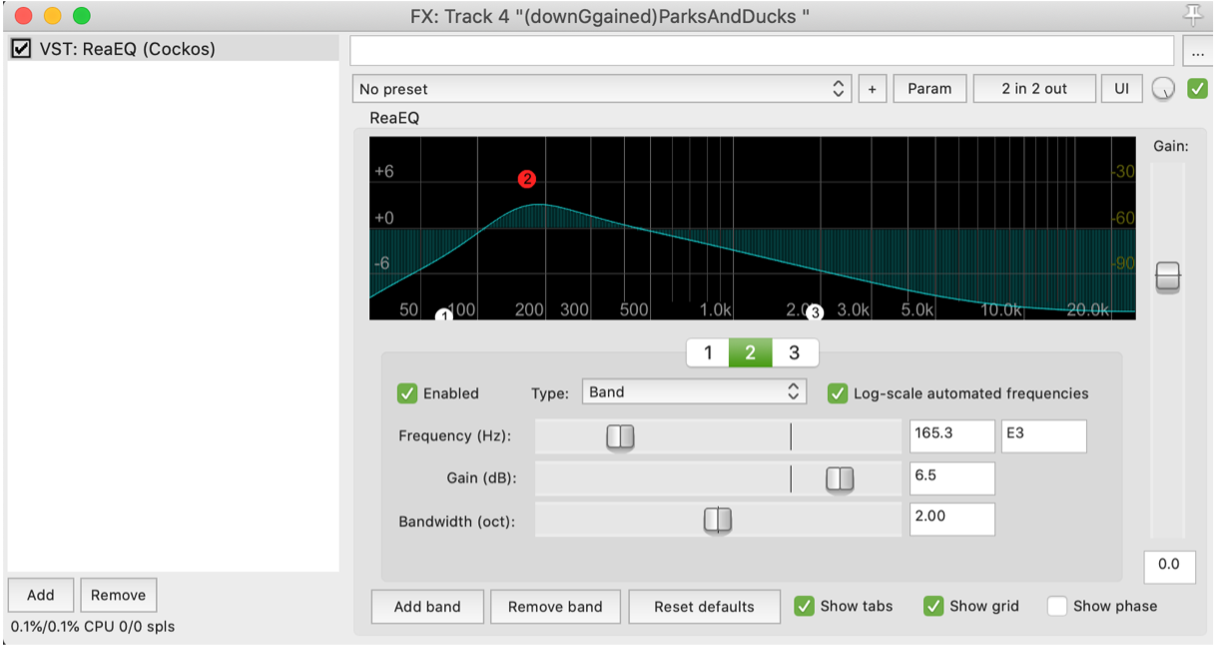 FX: Track 4 "(downGgained)ParksAndDucks "
VST: ReaEQ (Cockos)
...
No preset
+
Param
2 in 2 out
UI
ReaEQ
Gain:
+6
-30
2
+0
-60
-6
-90
50
100
200
300
500
1.0k
2.0k
3.0k
5.0k
10.0k
20.0k
1
3
1 2 3
Enabled
Type:
Band
Log-scale automated frequencies
Frequency (Hz):
165.3
E3
Gain (dB):
6.5
Bandwidth (oct):
2.00
0.0
Add
Remove
Add band
Remove band
Reset defaults
Show tabs
Show grid
Show phase
0.1%/0.1% CPU 0/0 spls